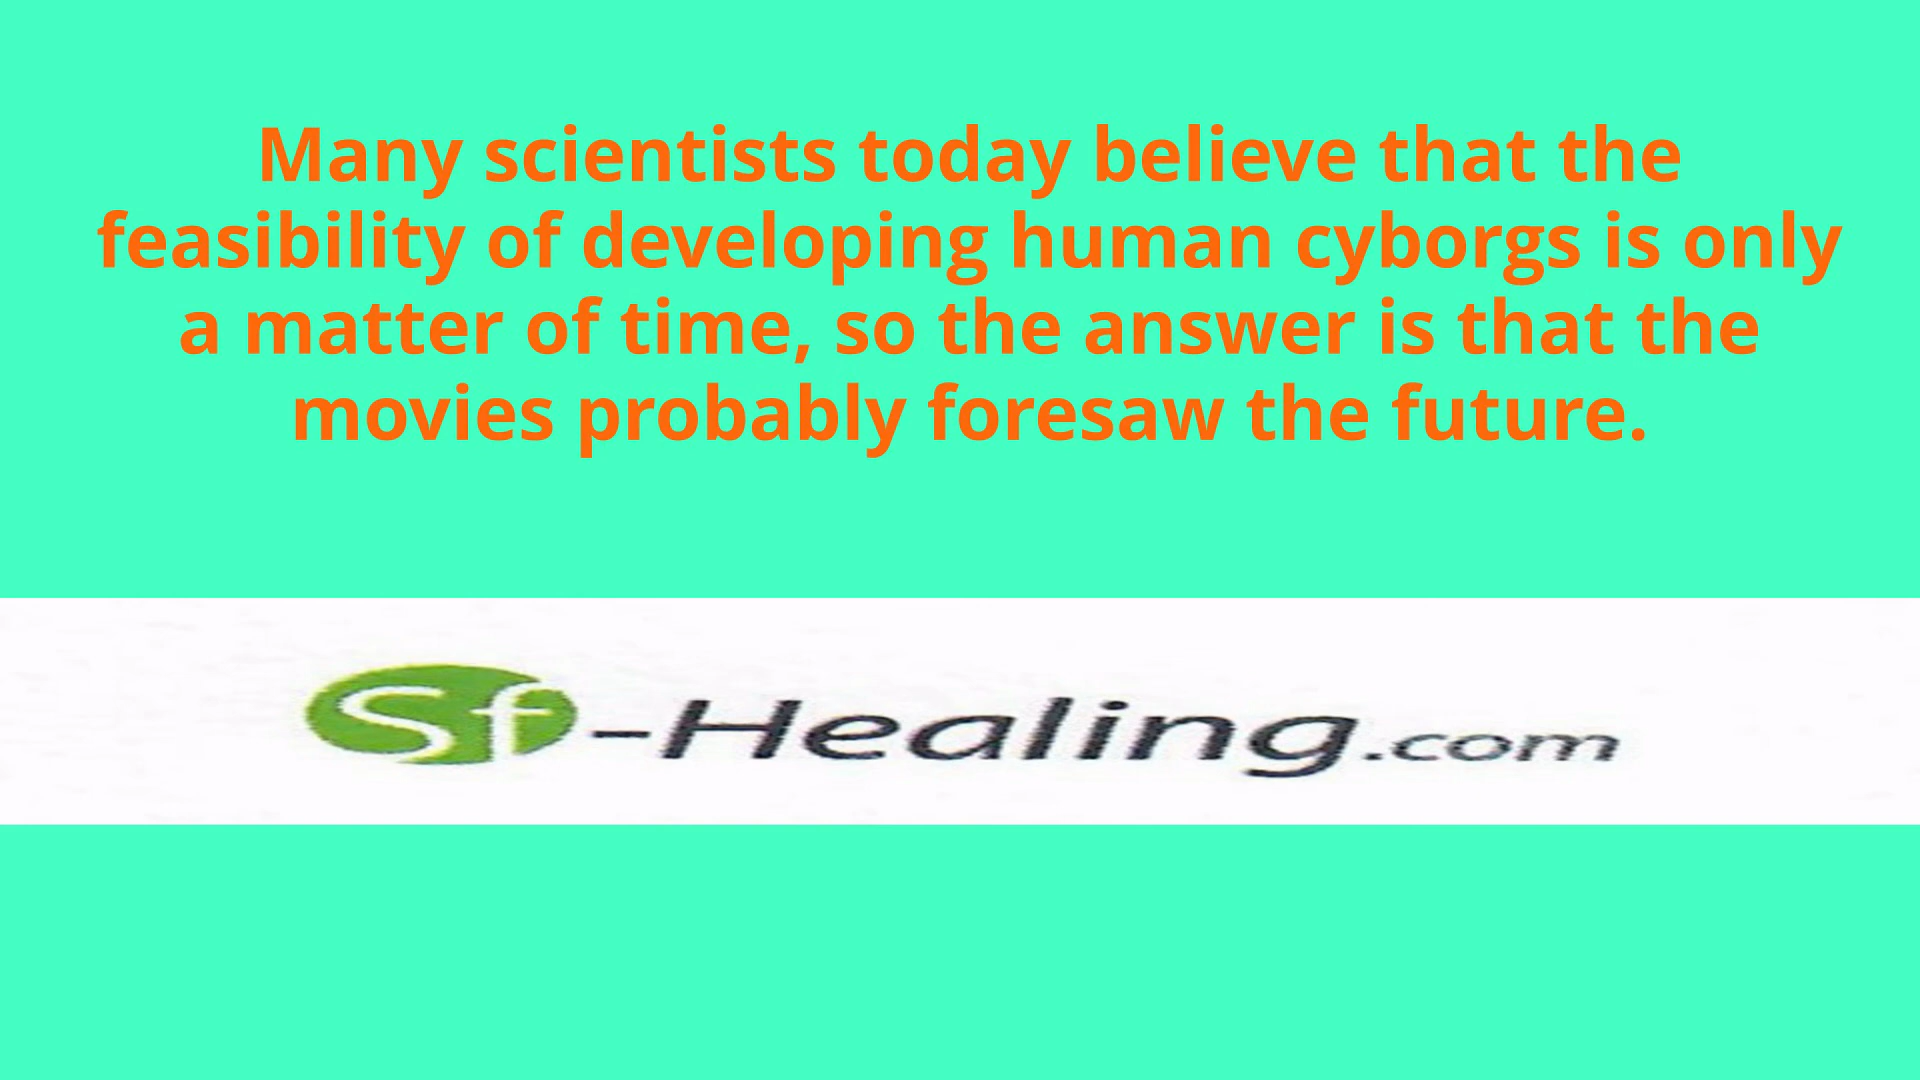 Many scientists today believe that the
feasibility of developing human cyborgs is only
a matter of time, so the answer is that the
movies probably foresaw the future.
Sf-Healing.com